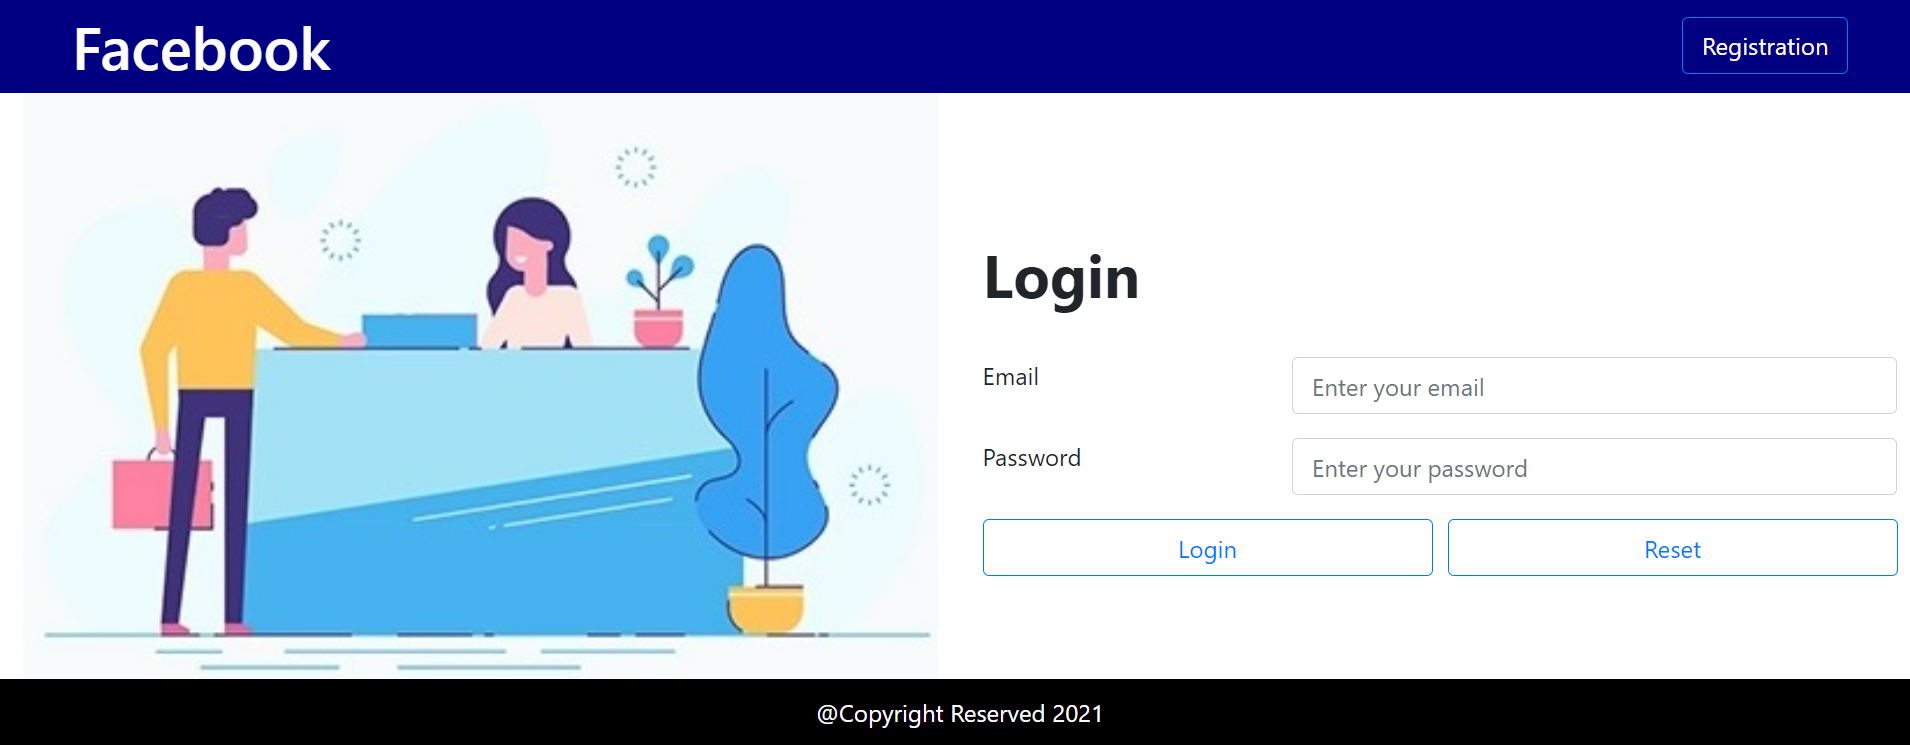 Facebook
Registration
Login
Email
Enter your email
Password
Enter your password
Login
Reset
@Copyright Reserved 2021